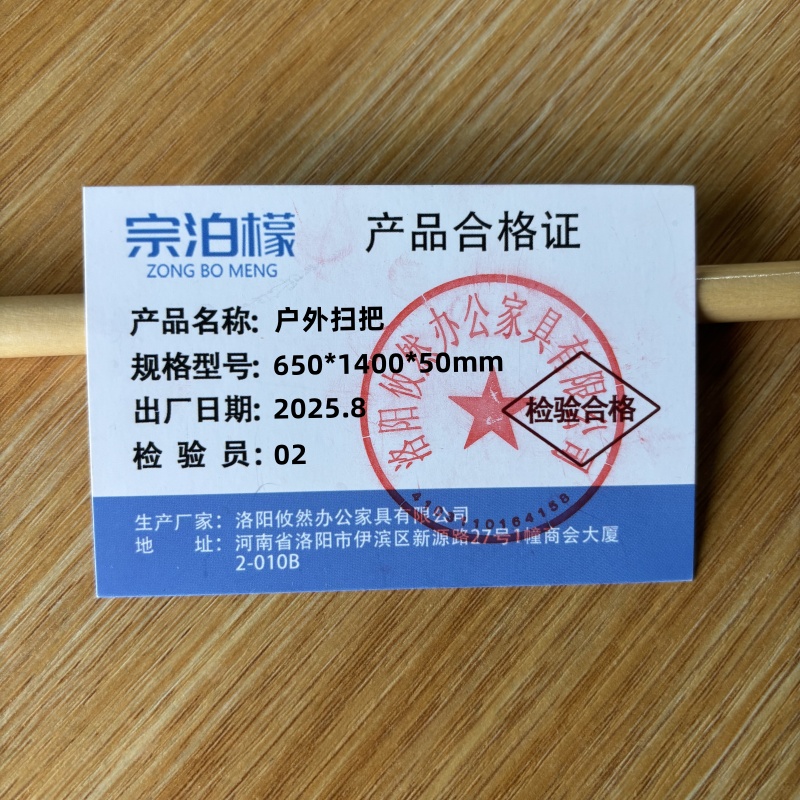 宗泊檬
ZONG BO MENG
产品合格证
产品名称: 户外扫把
规格型号: 650*1400*50mm
出厂日期: 2025.8
检验员: 02
检验合格
洛阳攸然办公家具有限公司
生产厂家: 洛阳攸然办公家具有限公司
地址: 河南省洛阳市伊滨区新源路27号1幢商会大厦
2-010B